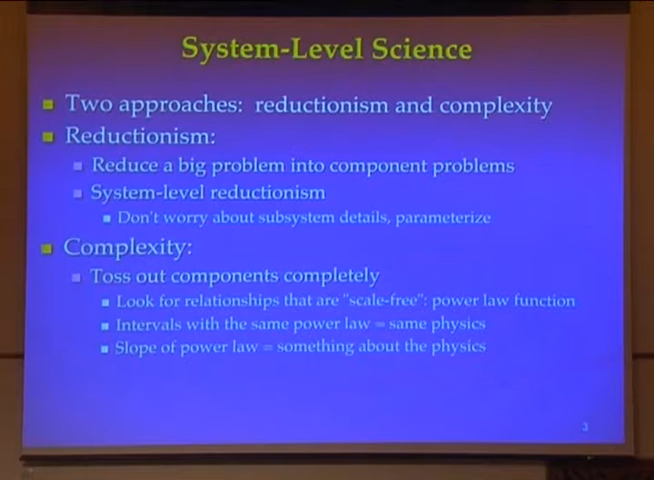 System-Level Science
Two approaches: reductionism and complexity
Reductionism:
Reduce a big problem into component problems
System-level reductionism
Don't worry about subsystem details, parameterize
Complexity:
Toss out components completely
Look for relationships that are "scale-free": power law function
Intervals with the same power law = same physics
Slope of power law = something about the physics
3